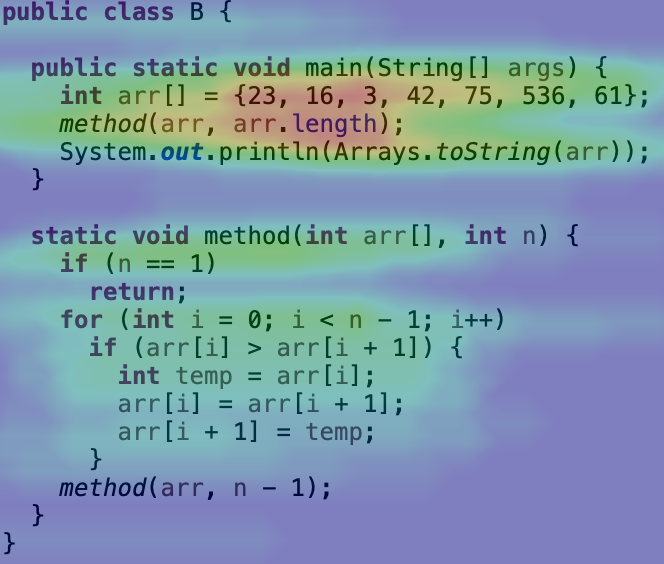 public class B {
public static void main(String[] args) {
int arr[] = {23, 16, 3, 42, 75, 536, 61};
method(arr, arr.length);
System.out.println(Arrays.toString(arr));
}
static void method(int arr[], int n) {
if (n == 1)
return;
for (int i = 0; i < n - 1; i++)
if (arr[i] > arr[i + 1]) {
int temp = arr[i];
arr[i] = arr[i + 1];
arr[i + 1] = temp;
}
method(arr, n - 1);
}
}